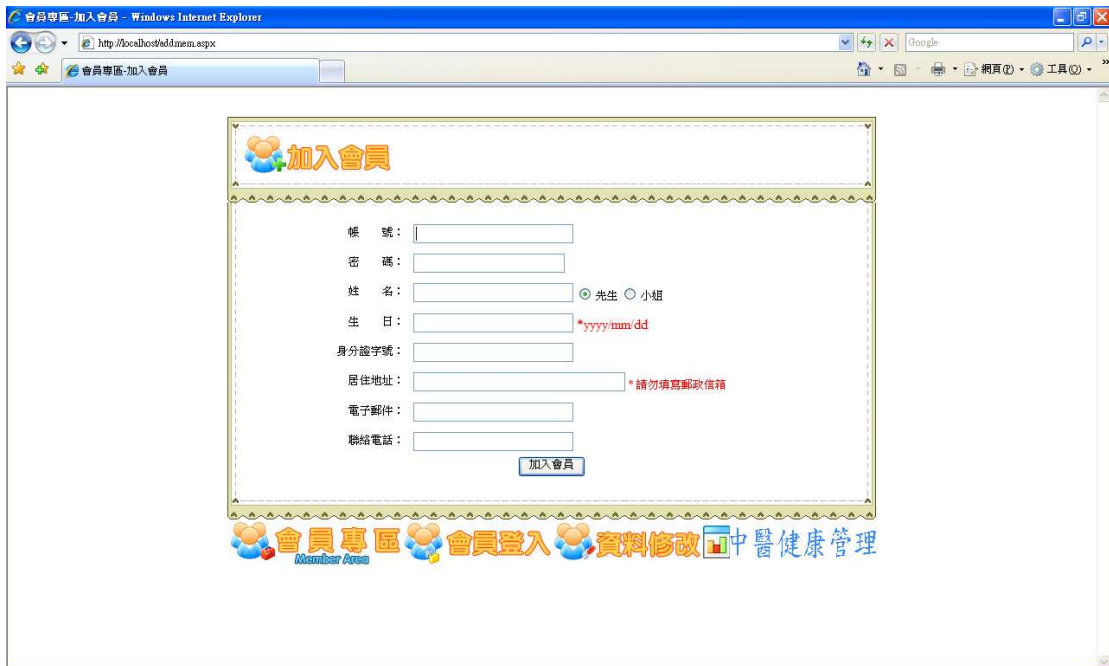 會員專區-加入會員 - Windows Internet Explorer
http://localhost/addmem.aspx
Google
會員專區-加入會員
網頁(P)
工具(O)
加入會員
帳 號：
密 碼：
姓 名： 先生 小姐
生 日： *yyyy/mm/dd
身分證字號：
居住地址： *請勿填寫郵政信箱
電子郵件：
聯絡電話：
加入會員
會員專區 會員登入 資料修改 中醫健康管理
Member Area